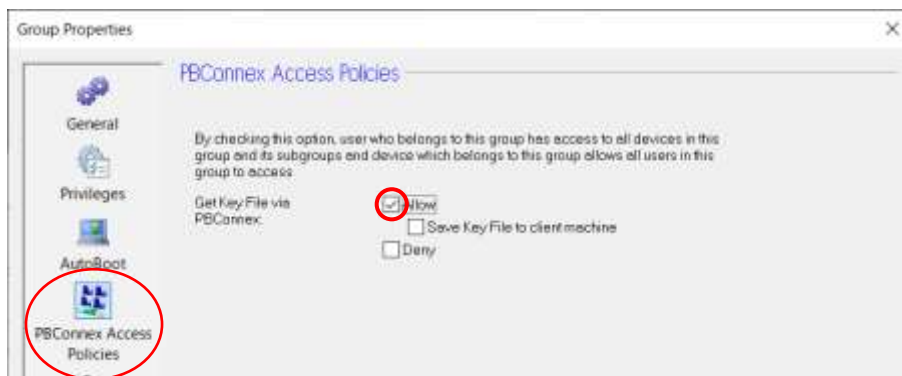 Group Properties
PBConnex Access Policies
General
Privileges
AutoBoot
PBConnex Access
Policies
By checking this option, user who belongs to this group has access to all devices in this
group and its subgroups and device which belongs to this group allows all users in this
group to access
Get Key File via
PBConnex:
Allow
Save Key File to client machine
Deny